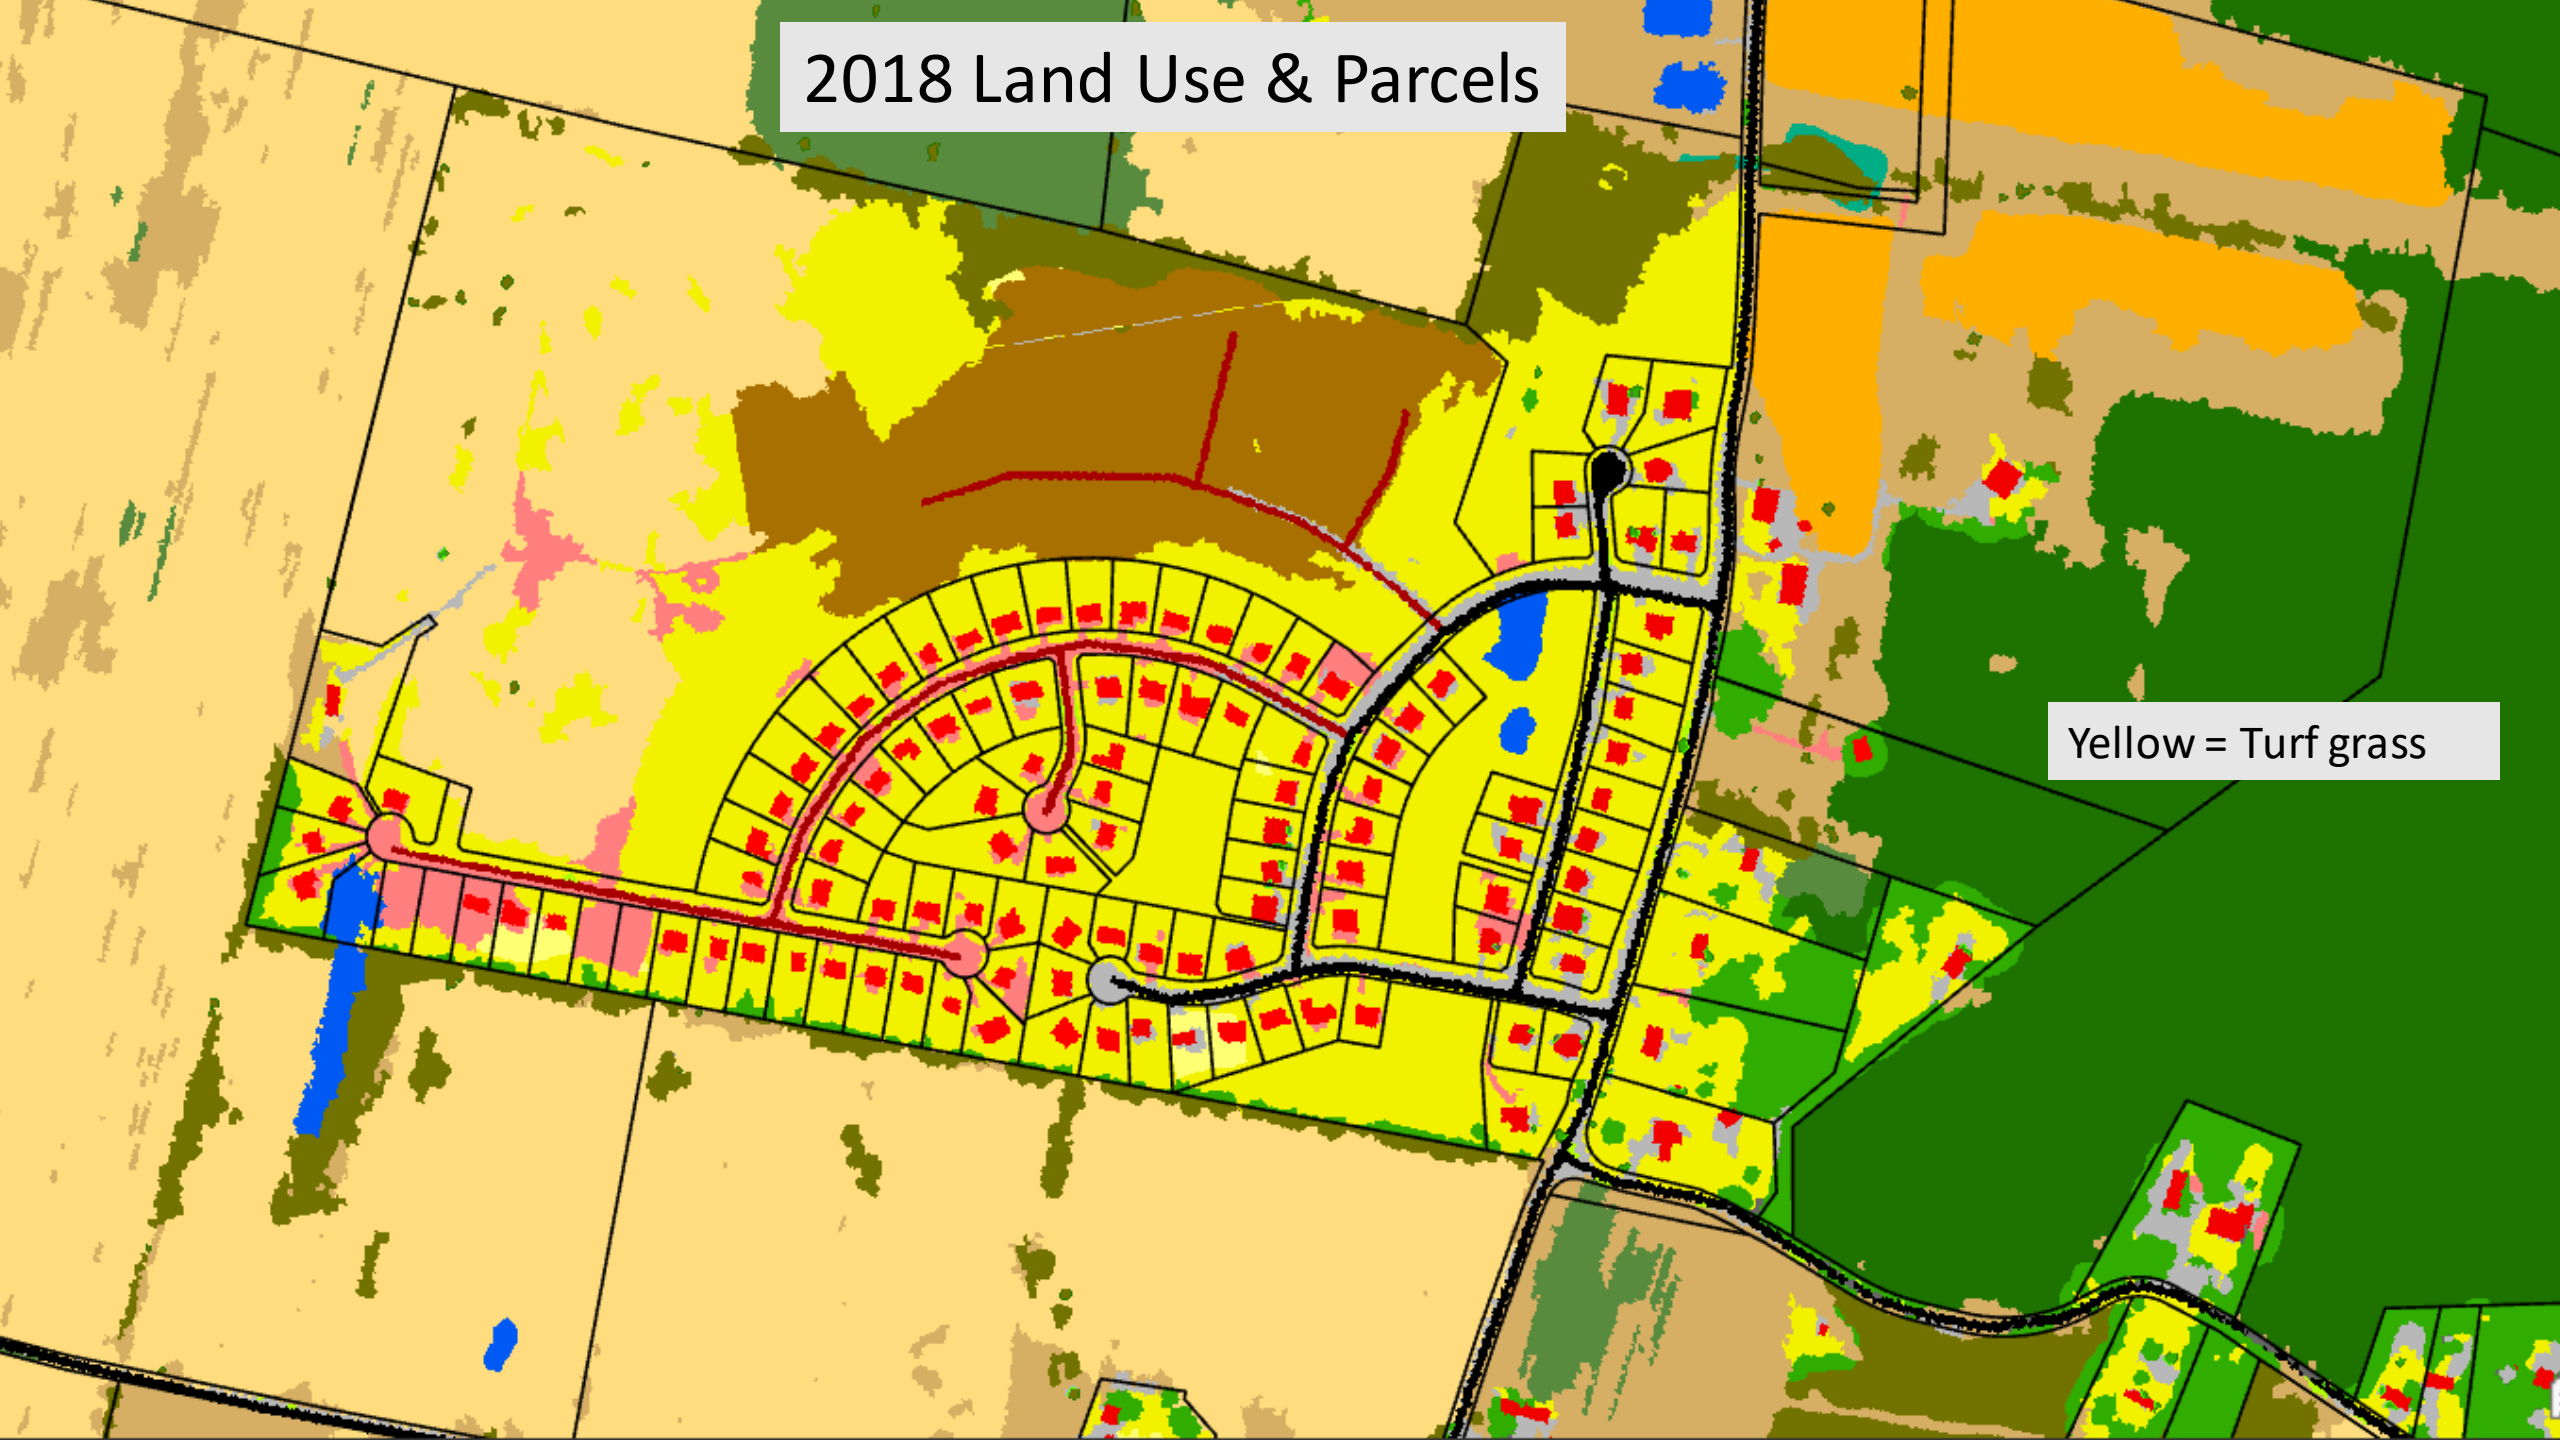 2018 Land Use & Parcels
Yellow = Turf grass